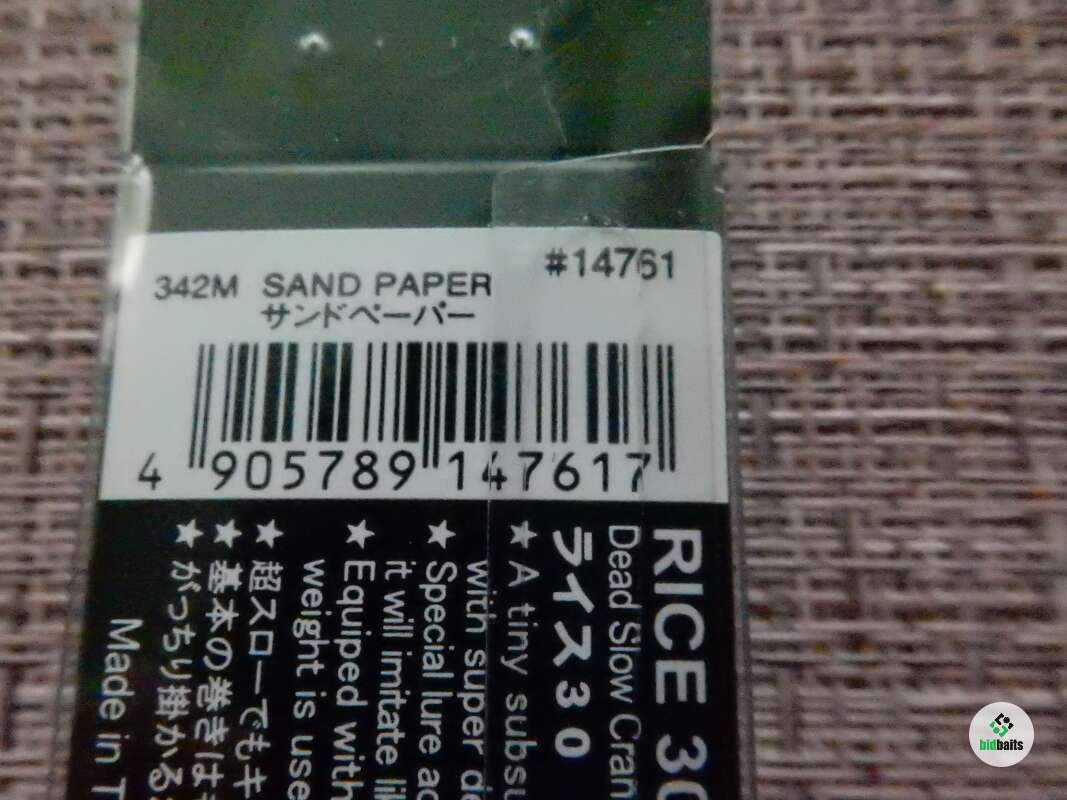 342M SAND PAPER #14761
サンドペーパー
4 905789 147617
RICE 30
Dead Slow Cran
ライス30
★ A tiny subsu
with super de
★ Special lure ac
it will imitate li
★ Equiped with
weight is use
★ 超スローでもキ
★ 基本の巻きは
★ がっちり掛かる
Made in T
bidbaits